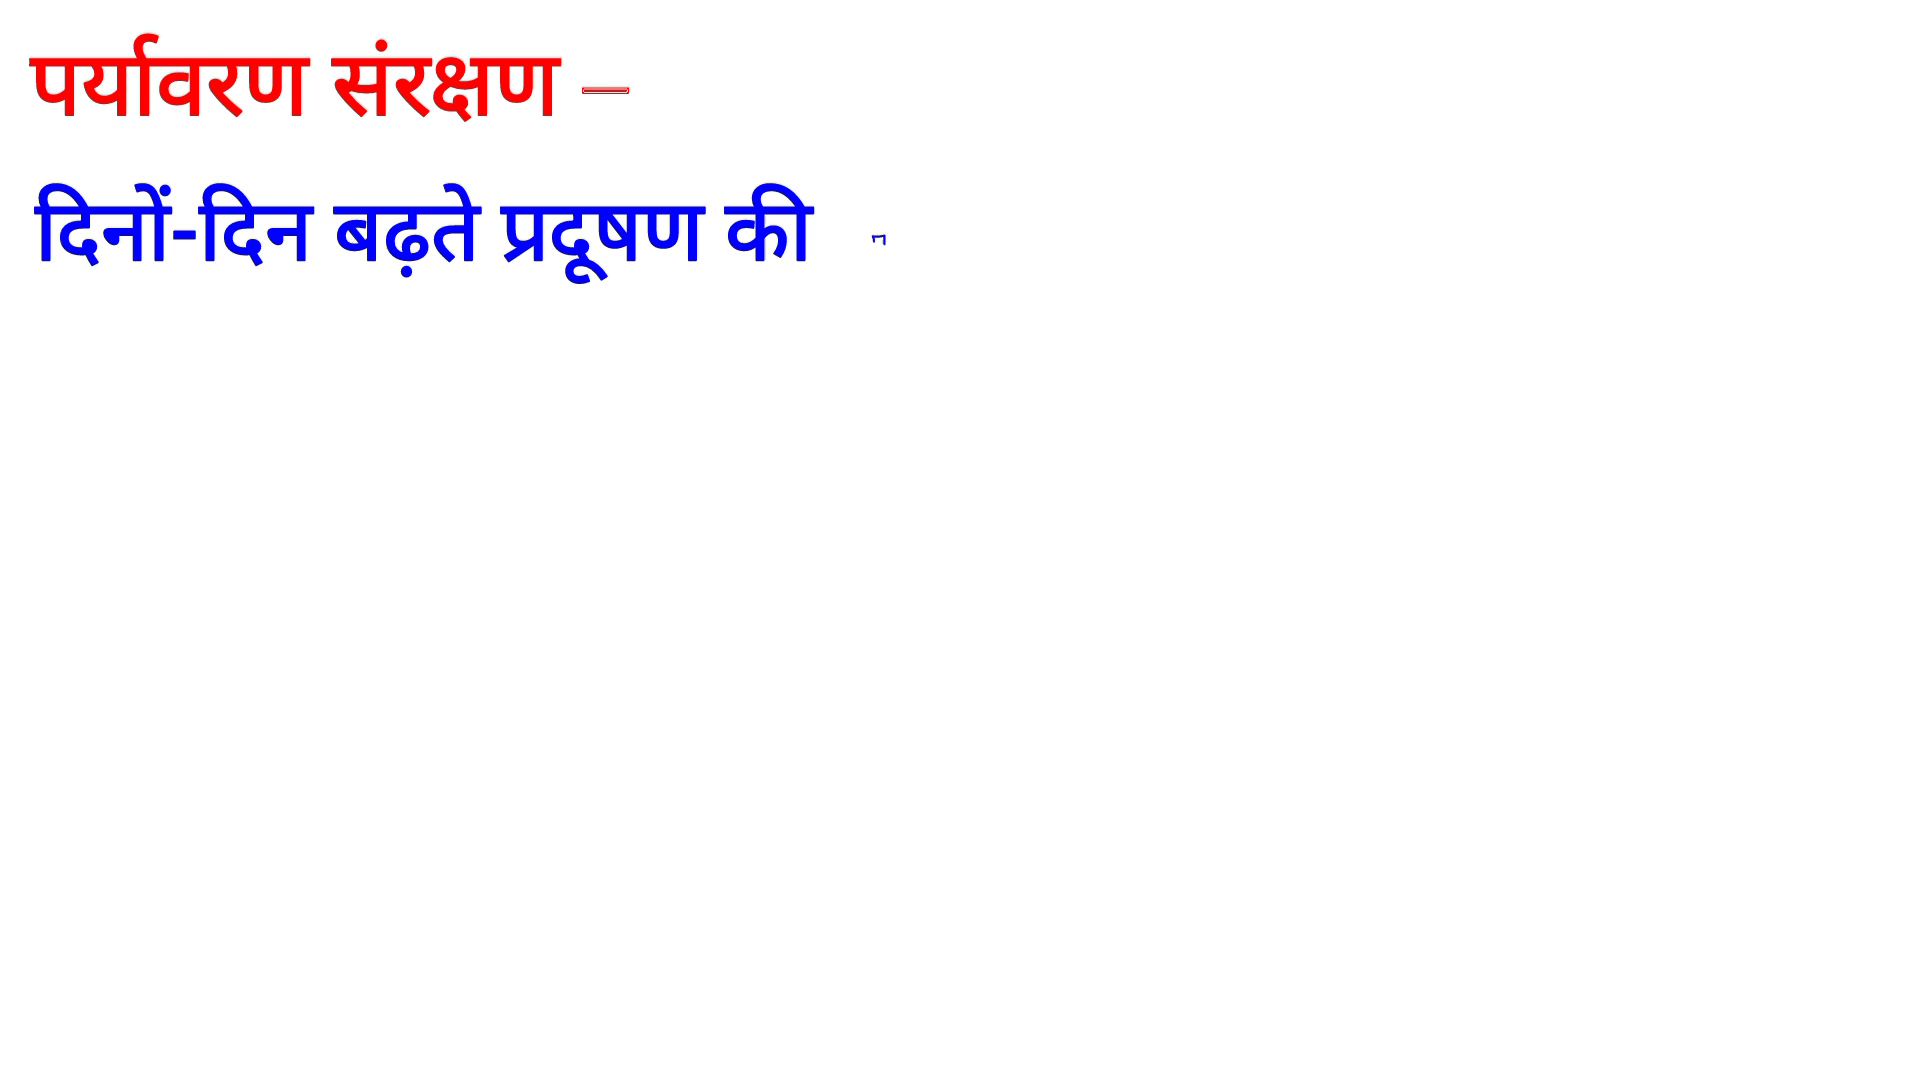 पर्यावरण संरक्षण –
दिनों-दिन बढ़ते प्रदूषण की